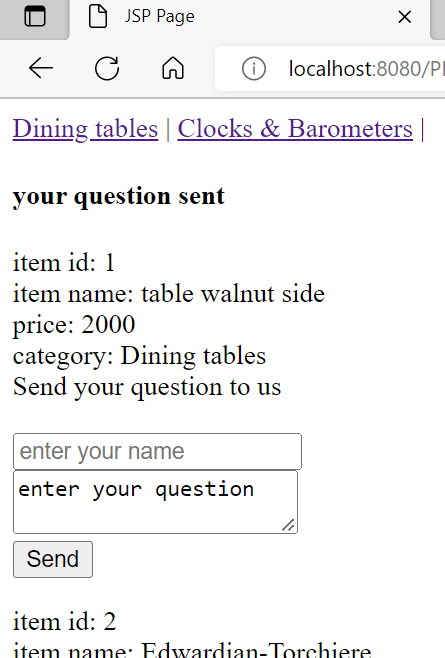 JSP Page
localhost:8080/P
Dining tables | Clocks & Barometers |
your question sent
item id: 1
item name: table walnut side
price: 2000
category: Dining tables
Send your question to us
enter your name
enter your question
Send
item id: 2
item name: Edwardian-Torchiere